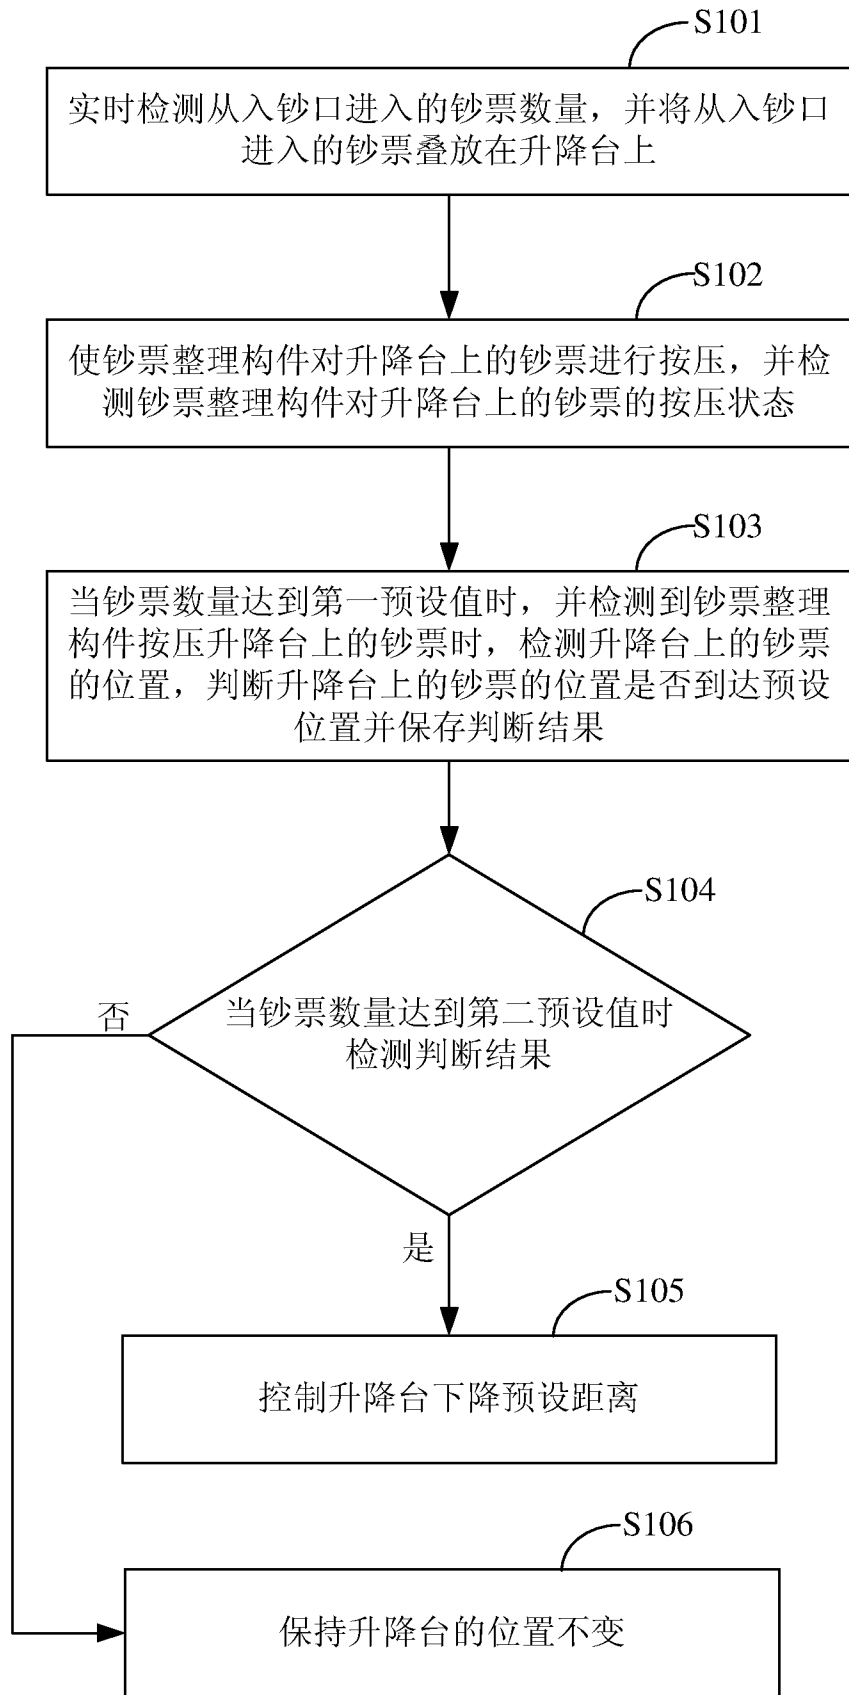 S101
实时检测从入钞口进入的钞票数量，并将从入钞口
进入的钞票叠放在升降台上
S102
使钞票整理构件对升降台上的钞票进行按压，并检
测钞票整理构件对升降台上的钞票的按压状态
S103
当钞票数量达到第一预设值时，并检测到钞票整理
构件按压升降台上的钞票时，检测升降台上的钞票
的位置，判断升降台上的钞票的位置是否到达预设
位置并保存判断结果
S104
当钞票数量达到第二预设值时
检测判断结果
否
是
S105
控制升降台下降预设距离
S106
保持升降台的位置不变